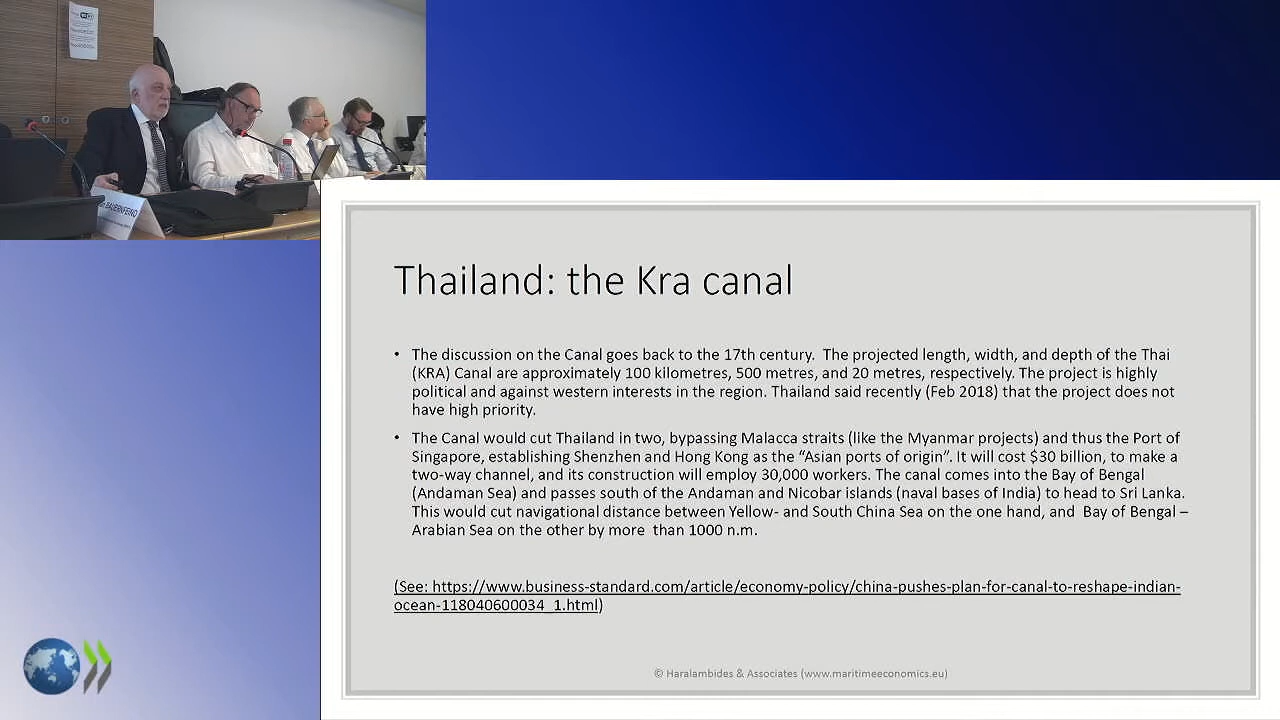 WiFi
BAUERNFEIND
Thailand: the Kra canal
• The discussion on the Canal goes back to the 17th century.  The projected length, width, and depth of the Thai
(KRA) Canal are approximately 100 kilometres, 500 metres, and 20 metres, respectively. The project is highly
political and against western interests in the region. Thailand said recently (Feb 2018) that the project does not
have high priority.
• The Canal would cut Thailand in two, bypassing Malacca straits (like the Myanmar projects) and thus the Port of
Singapore, establishing Shenzhen and Hong Kong as the “Asian ports of origin”. It will cost $30 billion, to make a
two-way channel, and its construction will employ 30,000 workers. The canal comes into the Bay of Bengal
(Andaman Sea) and passes south of the Andaman and Nicobar islands (naval bases of India) to head to Sri Lanka.
This would cut navigational distance between Yellow- and South China Sea on the one hand, and  Bay of Bengal –
Arabian Sea on the other by more  than 1000 n.m.
(See: https://www.business-standard.com/article/economy-policy/china-pushes-plan-for-canal-to-reshape-indian-
ocean-118040600034_1.html)
© Haralambides & Associates (www.maritimeeconomics.eu)